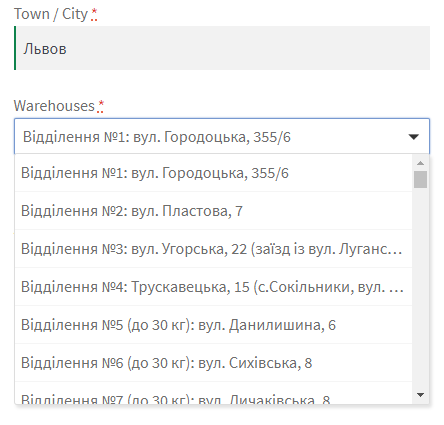 Town / City *
Львов
Warehouses *
Відділення №1: вул. Городоцька, 355/6
Відділення №1: вул. Городоцька, 355/6
Відділення №2: вул. Пластова, 7
Відділення №3: вул. Угорська, 22 (заїзд із вул. Луганс...
Відділення №4: Трускавецька, 15 (с.Сокільники, вул. ...
Відділення №5 (до 30 кг): вул. Данилишина, 6
Відділення №6 (до 30 кг): вул. Сихівська, 8
Відділення №7 (до 30 кг): вул. Личаківська, 8